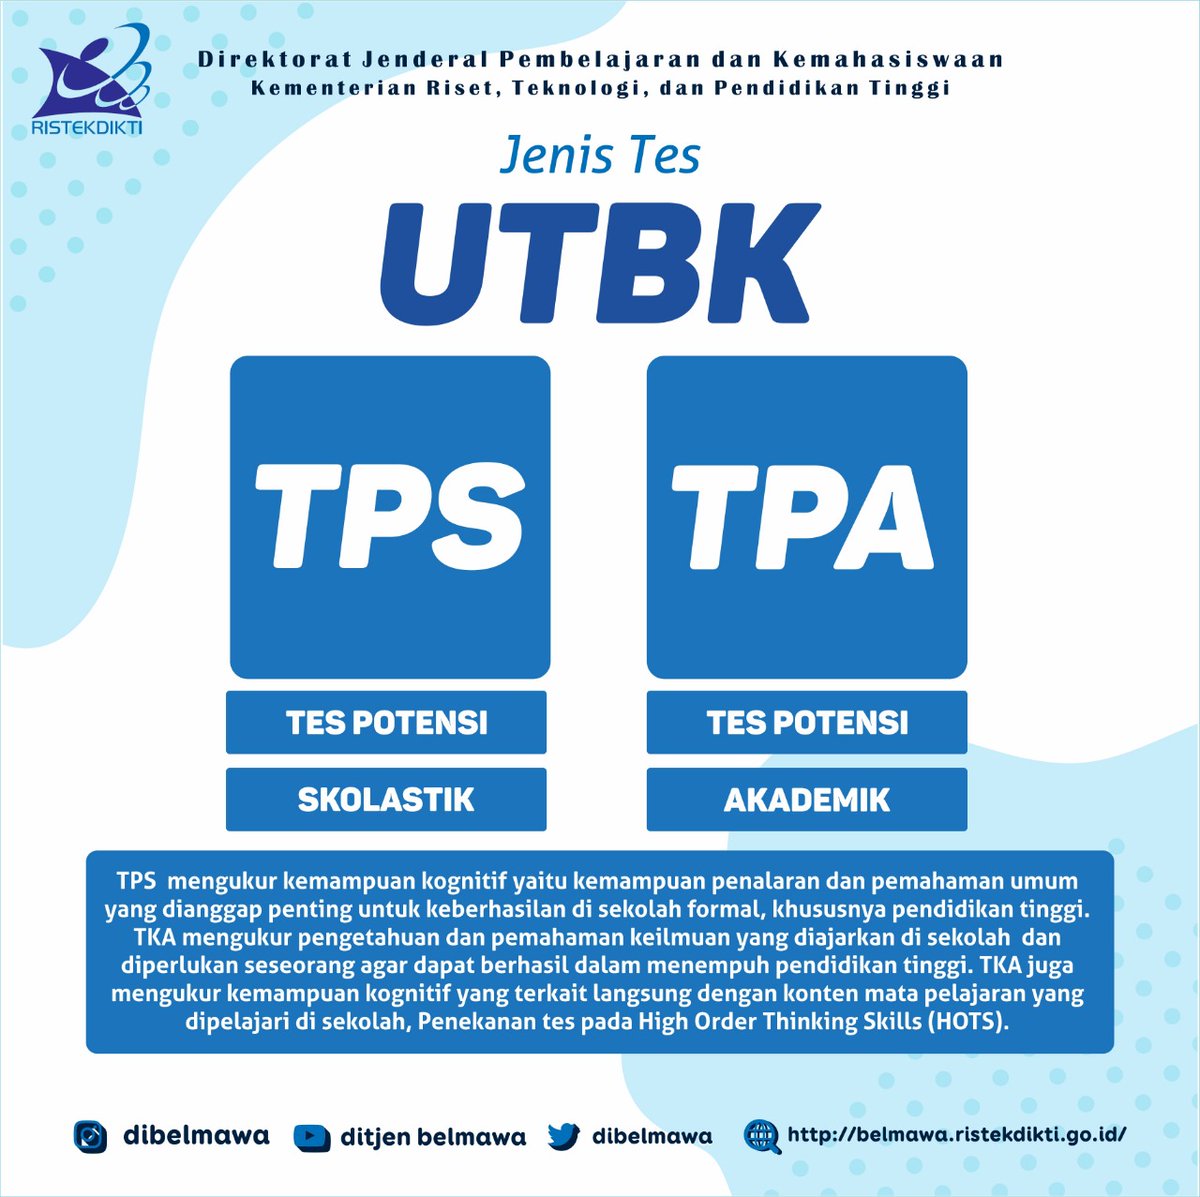 RISTEKDIKTI
Direktorat Jenderal Pembelajaran dan Kemahasiswaan
Kementerian Riset, Teknologi, dan Pendidikan Tinggi
Jenis Tes
UTBK
TPS
TPA
TES POTENSI
TES POTENSI
SKOLASTIK
AKADEMIK
TPS mengukur kemampuan kognitif yaitu kemampuan penalaran dan pemahaman umum
yang dianggap penting untuk keberhasilan di sekolah formal, khususnya pendidikan tinggi.
TKA mengukur pengetahuan dan pemahaman keilmuan yang diajarkan di sekolah dan
diperlukan seseorang agar dapat berhasil dalam menempuh pendidikan tinggi. TKA juga
mengukur kemampuan kognitif yang terkait langsung dengan konten mata pelajaran yang
dipelajari di sekolah, Penekanan tes pada High Order Thinking Skills (HOTS).
dibelmawa
ditjen belmawa
dibelmawa
http://belmawa.ristekdikti.go.id/